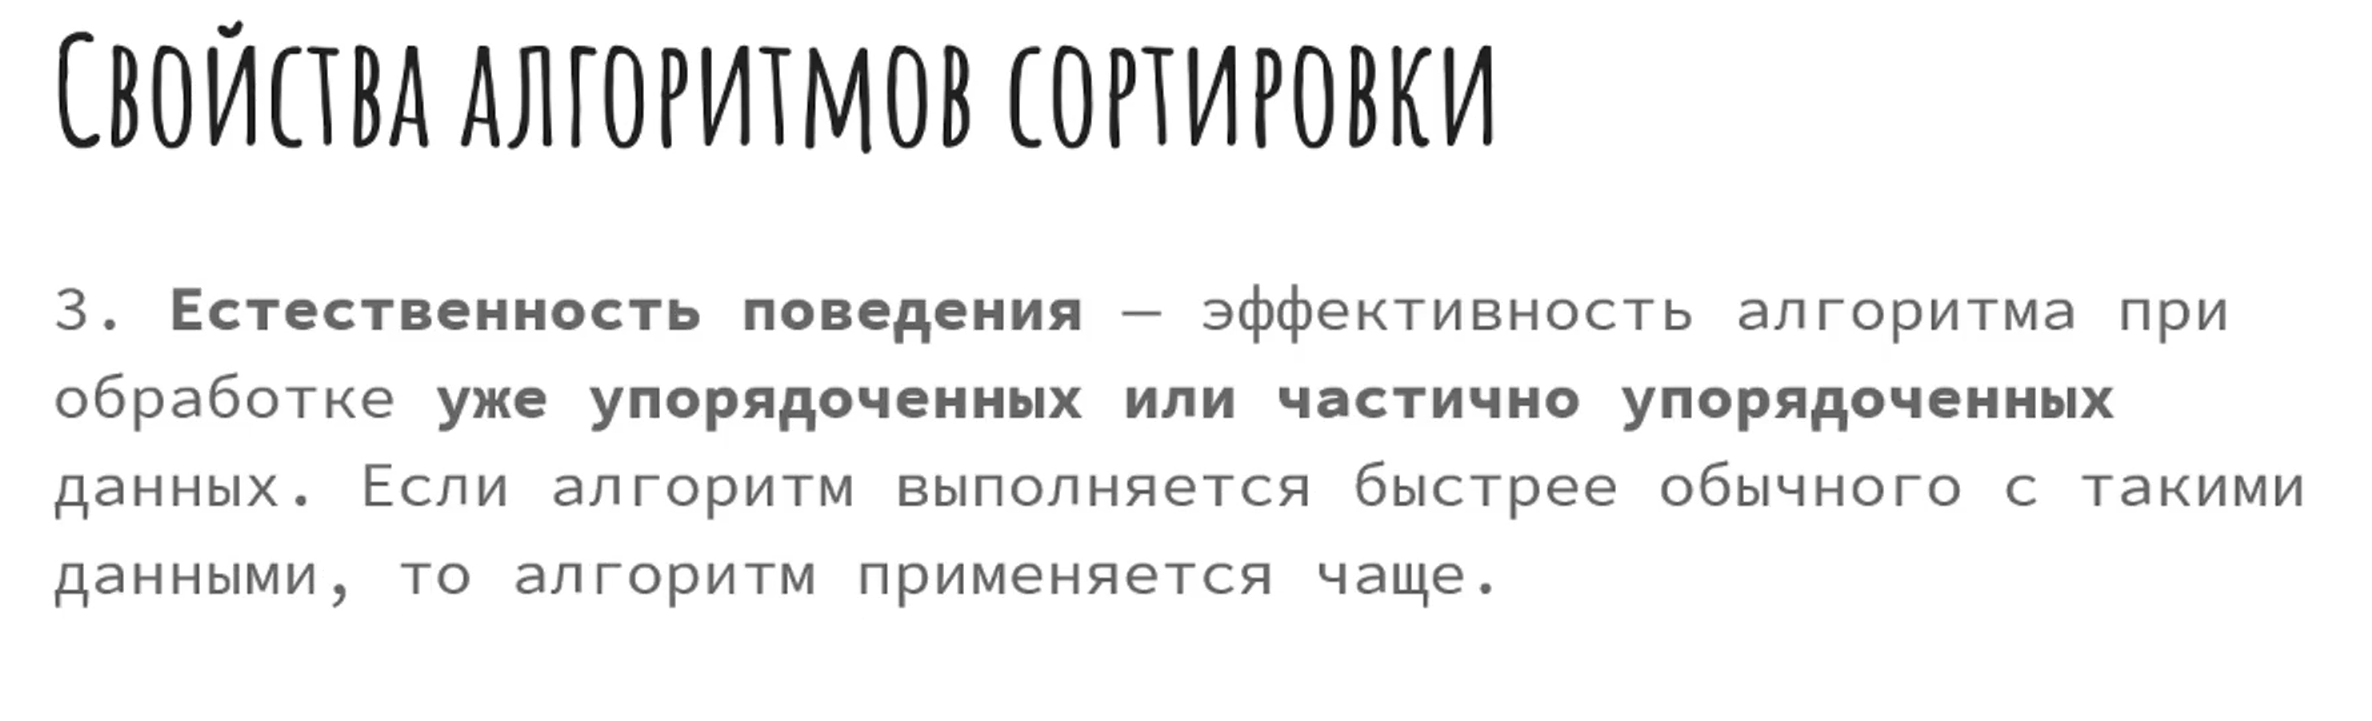 Свойства алгоритмов сортировки
3. Естественность поведения — эффективность алгоритма при
обработке уже упорядоченных или частично упорядоченных
данных. Если алгоритм выполняется быстрее обычного с такими
данными, то алгоритм применяется чаще.